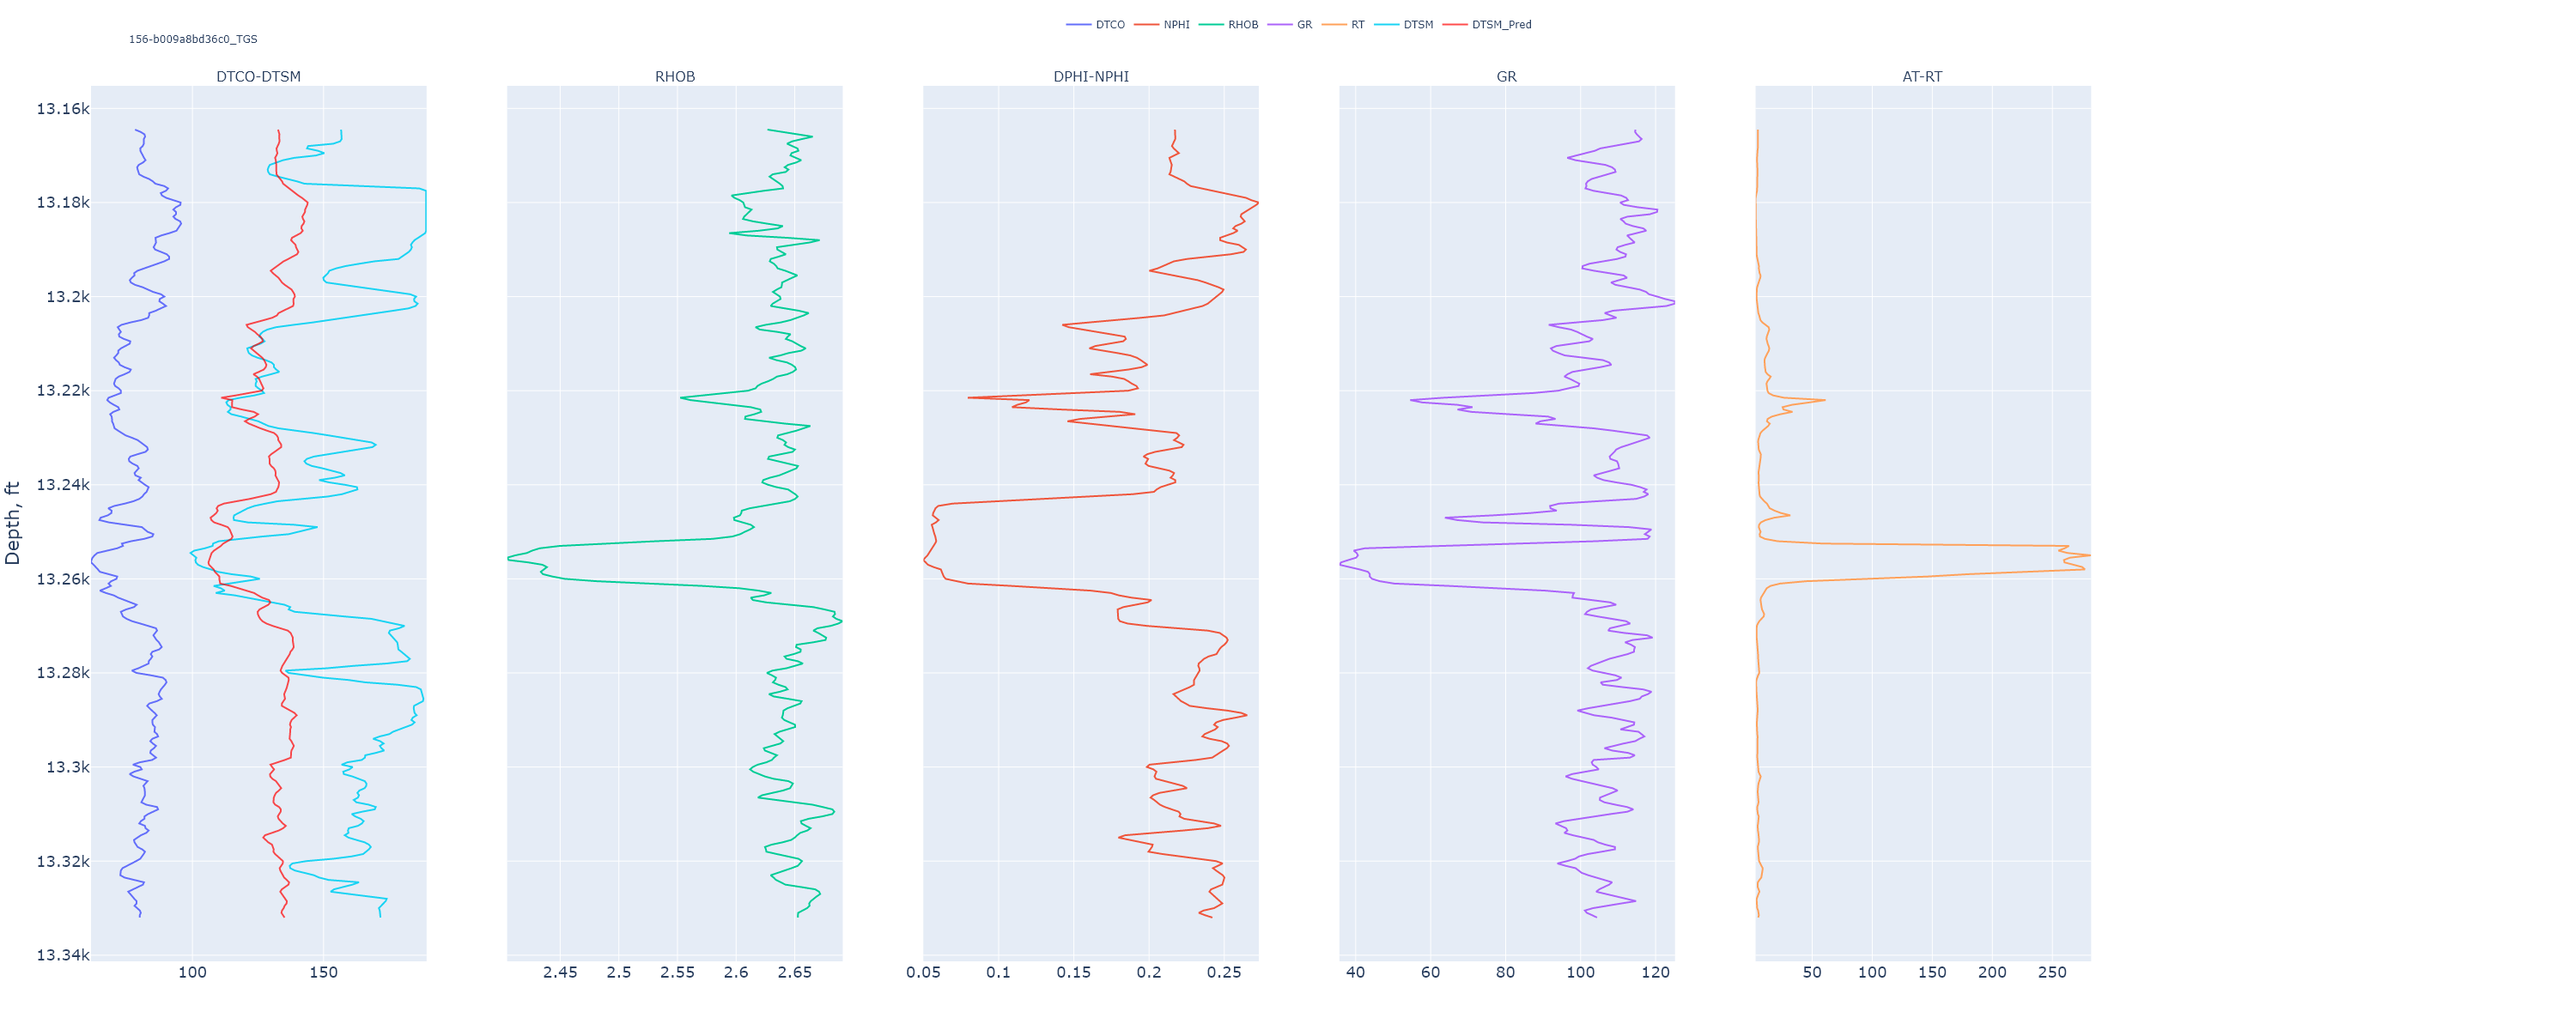 DTCO NPHI RHOB GR RT DTSM DTSM_Pred
156-b009a8bd36c0_TGS
DTCO-DTSM RHOB DPHI-NPHI GR AT-RT
13.16k
13.18k
13.2k
13.22k
13.24k
13.26k
13.28k
13.3k
13.32k
13.34k
Depth, ft
100 150 2.45 2.5 2.55 2.6 2.65 0.05 0.1 0.15 0.2 0.25 40 60 80 100 120 50 100 150 200 250